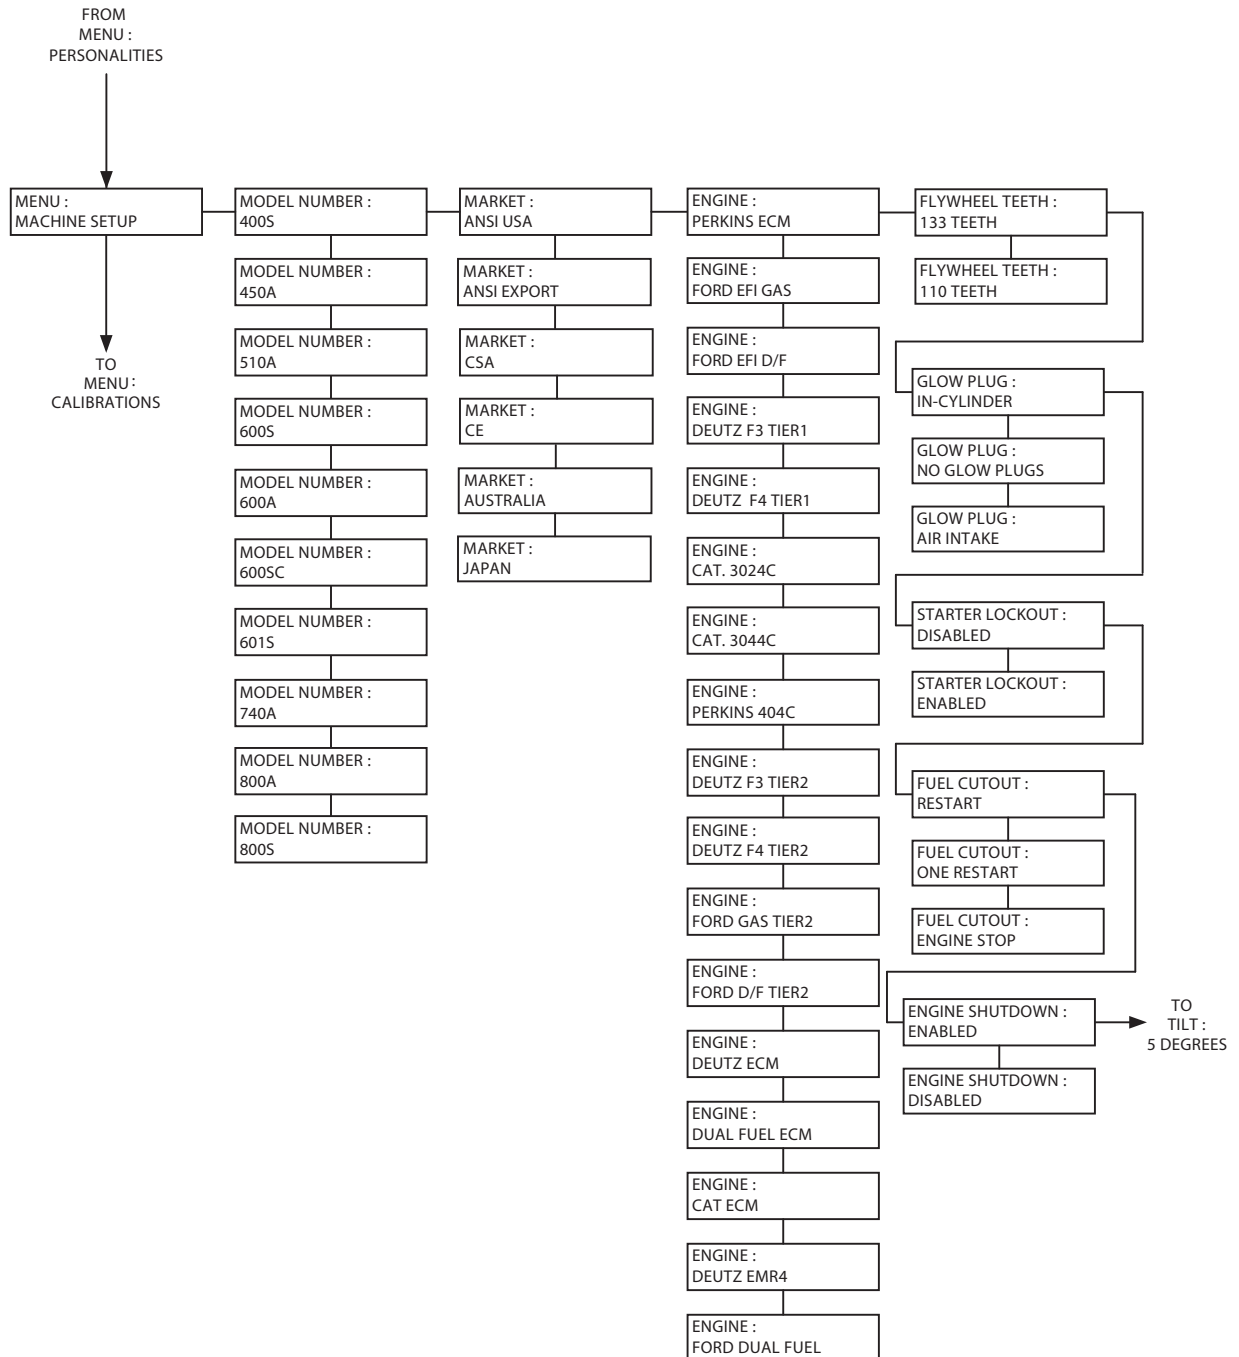 FROM
MENU :
PERSONALITIES
MENU :
MACHINE SETUP
TO
MENU :
CALIBRATIONS
MODEL NUMBER :
400S
MODEL NUMBER :
450A
MODEL NUMBER :
510A
MODEL NUMBER :
600S
MODEL NUMBER :
600A
MODEL NUMBER :
600SC
MODEL NUMBER :
601S
MODEL NUMBER :
740A
MODEL NUMBER :
800A
MODEL NUMBER :
800S
MARKET :
ANSI USA
MARKET :
ANSI EXPORT
MARKET :
CSA
MARKET :
CE
MARKET :
AUSTRALIA
MARKET :
JAPAN
ENGINE :
PERKINS ECM
ENGINE :
FORD EFI GAS
ENGINE :
FORD EFI D/F
ENGINE :
DEUTZ F3 TIER1
ENGINE :
DEUTZ F4 TIER1
ENGINE :
CAT. 3024C
ENGINE :
CAT. 3044C
ENGINE :
PERKINS 404C
ENGINE :
DEUTZ F3 TIER2
ENGINE :
DEUTZ F4 TIER2
ENGINE :
FORD GAS TIER2
ENGINE :
FORD D/F TIER2
ENGINE :
DEUTZ ECM
ENGINE :
DUAL FUEL ECM
ENGINE :
CAT ECM
ENGINE :
DEUTZ EMR4
ENGINE :
FORD DUAL FUEL
FLYWHEEL TEETH :
133 TEETH
FLYWHEEL TEETH :
110 TEETH
GLOW PLUG :
IN-CYLINDER
GLOW PLUG :
NO GLOW PLUGS
GLOW PLUG :
AIR INTAKE
STARTER LOCKOUT :
DISABLED
STARTER LOCKOUT :
ENABLED
FUEL CUTOUT :
RESTART
FUEL CUTOUT :
ONE RESTART
FUEL CUTOUT :
ENGINE STOP
ENGINE SHUTDOWN :
ENABLED
ENGINE SHUTDOWN :
DISABLED
TO
TILT :
5 DEGREES